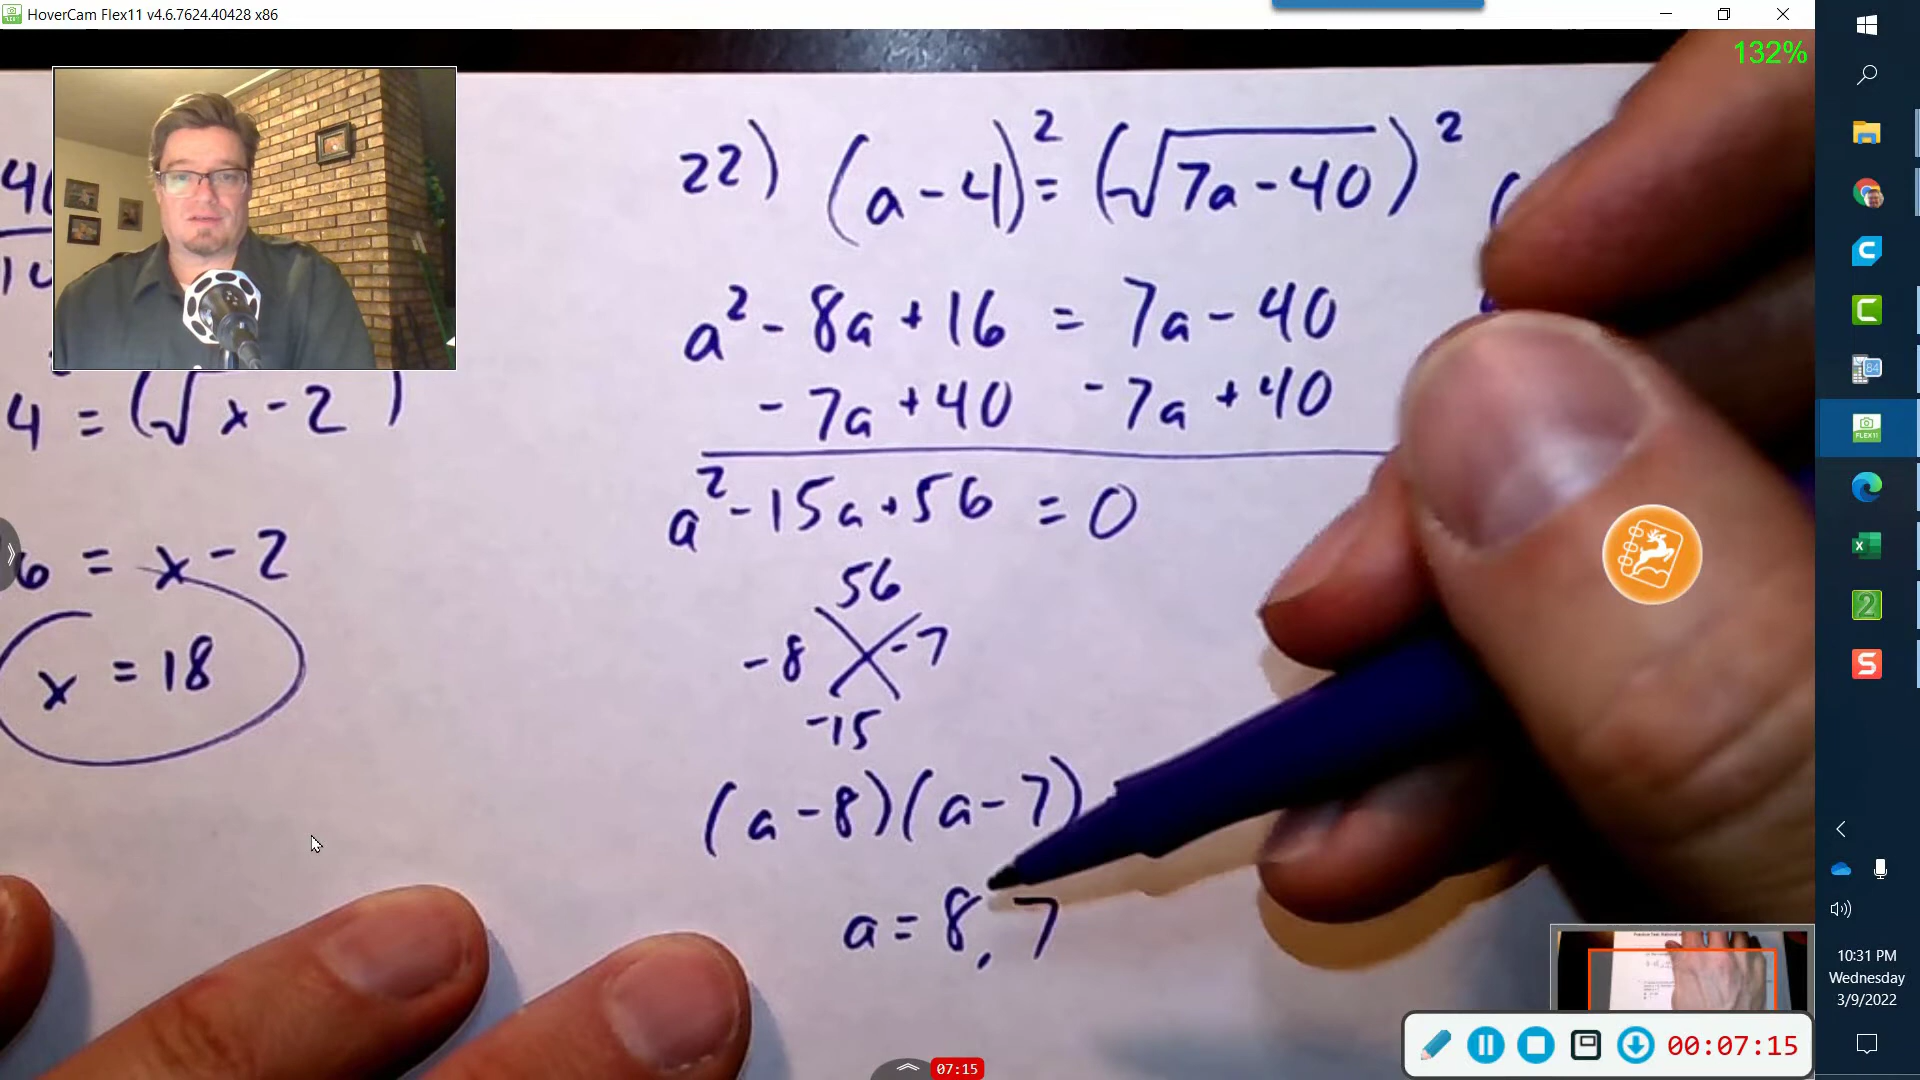 HoverCam Flex11 v4.6.7624.40428 x86
132%
4 = (√x-2 )
6 = x-2
x = 18
22) (a-4)² = (√7a-40)²
a² - 8a + 16 = 7a - 40
-7a +40 -7a +40
a² -15a +56 = 0
56
-8 -7
-15
(a-8)(a-7)
a = 8, 7
84
FLEX11
10:31 PM
Wednesday
3/9/2022
00:07:15
07:15